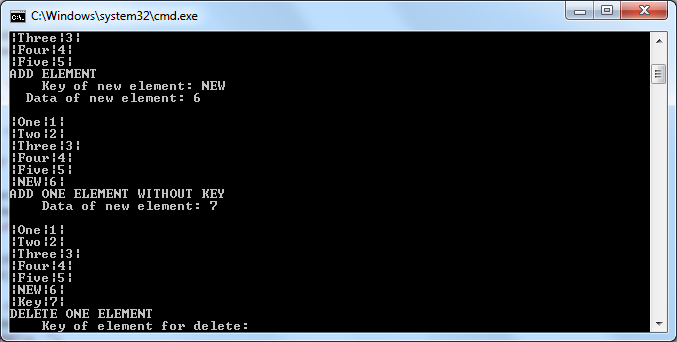 C:\Windows\system32\cmd.exe
C:\.
¦Three¦3¦
¦Four¦4¦
¦Five¦5¦
ADD ELEMENT
    Key of new element: NEW
  Data of new element: 6

¦One¦1¦
¦Two¦2¦
¦Three¦3¦
¦Four¦4¦
¦Five¦5¦
¦NEW¦6¦
ADD ONE ELEMENT WITHOUT KEY
    Data of new element: 7

¦One¦1¦
¦Two¦2¦
¦Three¦3¦
¦Four¦4¦
¦Five¦5¦
¦NEW¦6¦
¦Key¦7¦
DELETE ONE ELEMENT
    Key of element for delete: